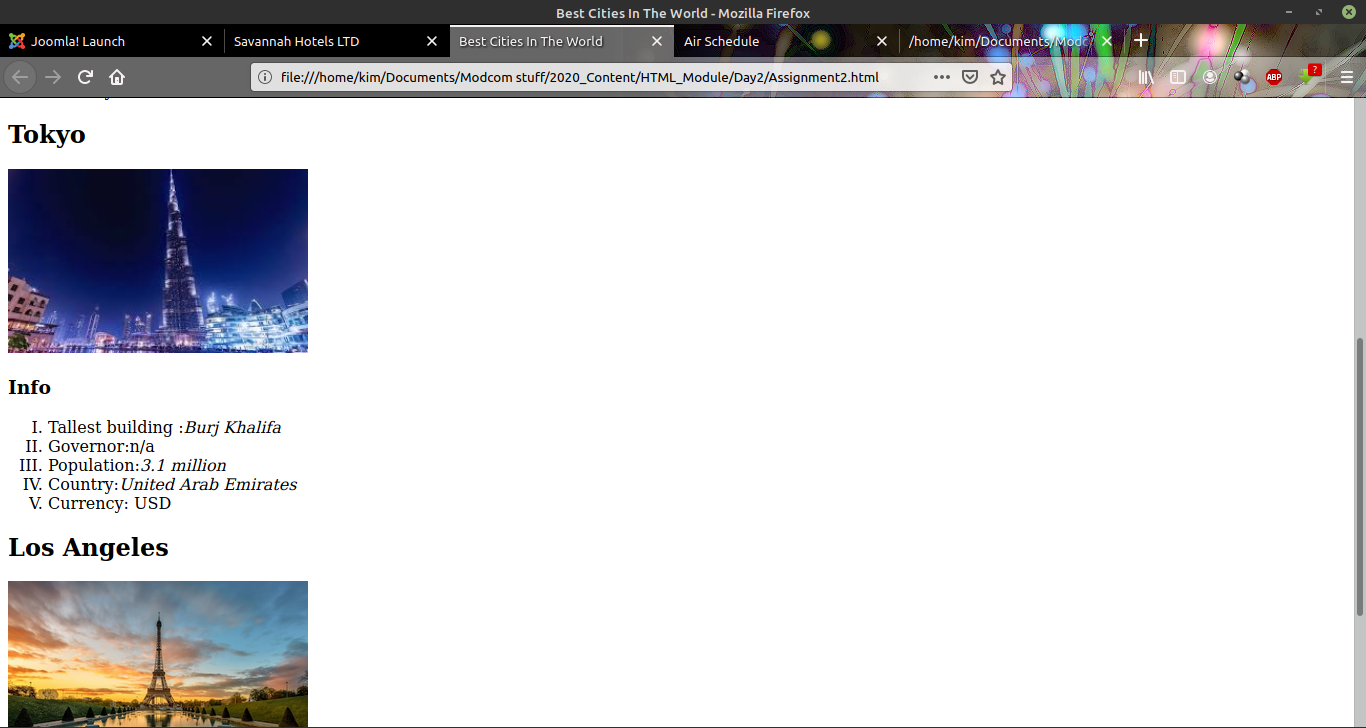 Best Cities In The World - Mozilla Firefox
Joomla! Launch
Savannah Hotels LTD
Best Cities In The World
Air Schedule
/home/kim/Documents/Modc
file:///home/kim/Documents/Modcom stuff/2020_Content/HTML_Module/Day2/Assignment2.html
ABP
?
Tokyo
Info
I. Tallest building :Burj Khalifa
II. Governor:n/a
III. Population:3.1 million
IV. Country:United Arab Emirates
V. Currency: USD
Los Angeles